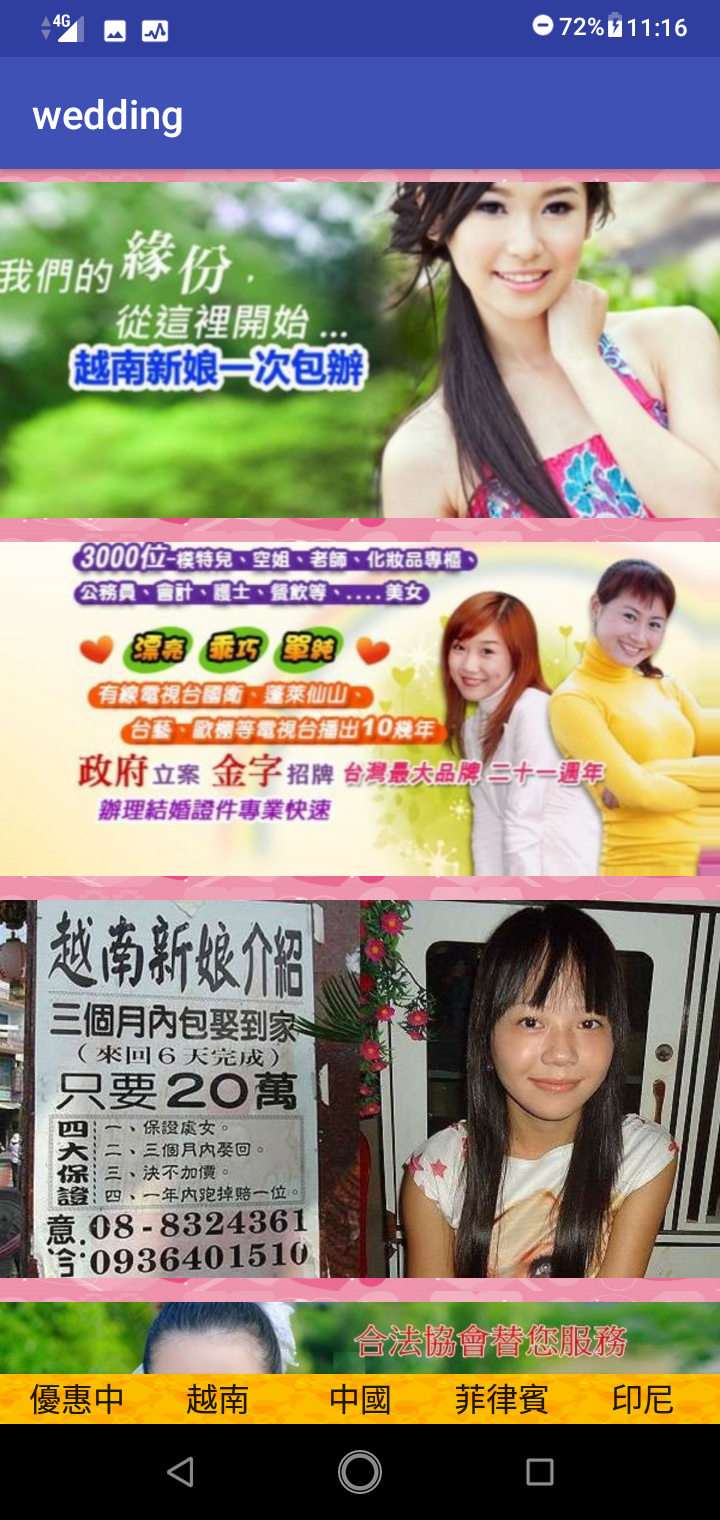 4G
72%
11:16
wedding
我們的緣份.
從這裡開始...
越南新娘一次包辦
3000位-模特兒、空姐、老師、化妝品專櫃、
公務員、會計、護士、餐飲等、....美女
漂亮 乖巧 單純
有線電視台國衛、蓬萊仙山、
台藝、歐棚等電視台播出10幾年
政府立案 金字招牌 台灣最大品牌 二十一週年
辦理結婚證件專業快速
越南新娘介紹
三個月內包娶到家
(來回6天完成)
只要20萬
四大保證
一、保證處女。
二、三個月內娶回。
三、決不加價。
四、一年內跑掉賠一位。
意 08-8324361
0936401510
合法協會替您服務
優惠中 越南 中國 菲律賓 印尼